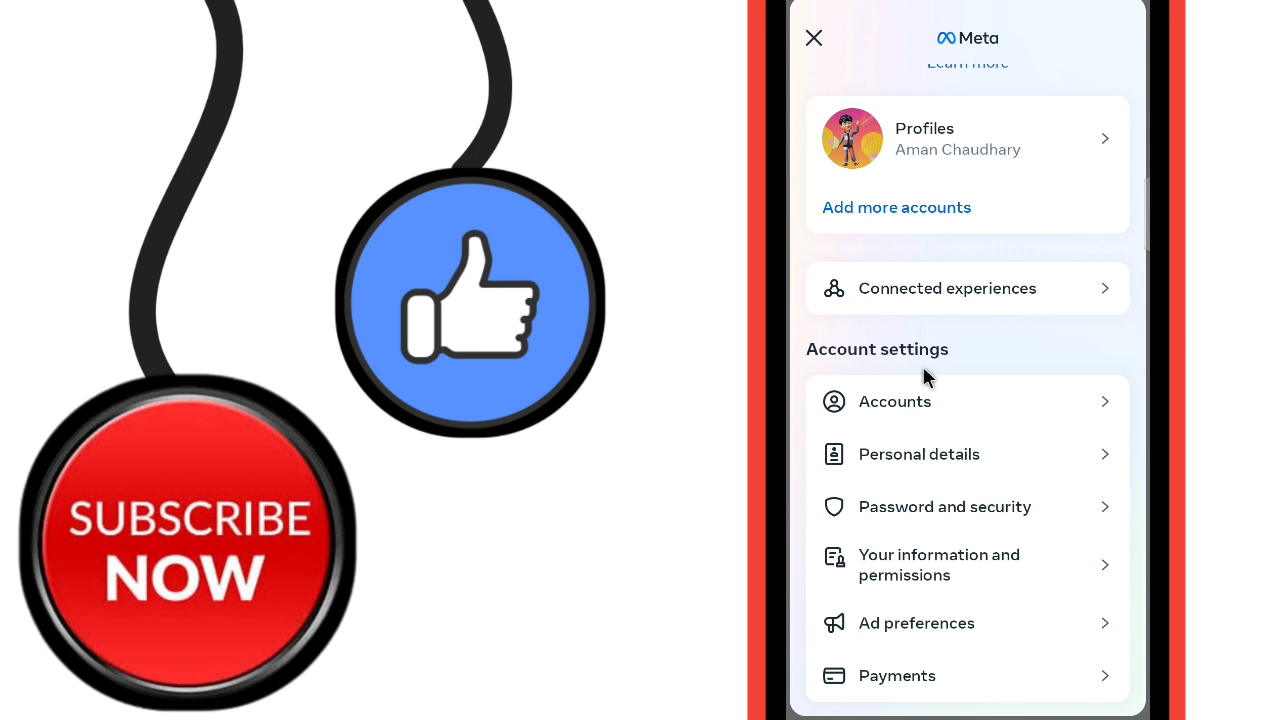 Meta
Learn more
Profiles
Aman Chaudhary
Add more accounts
Connected experiences
Account settings
Accounts
Personal details
Password and security
Your information and
permissions
Ad preferences
Payments
SUBSCRIBE
NOW